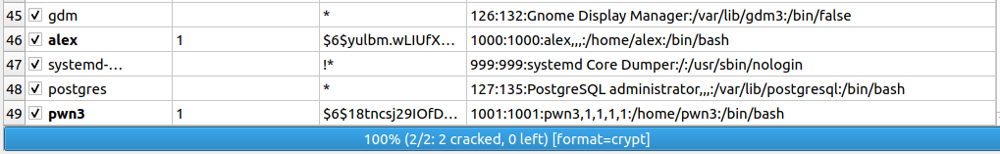 45 gdm * 126:132:Gnome Display Manager:/var/lib/gdm3:/bin/false
46 alex 1 $6$yulbm.wLIUfX... 1000:1000:alex,,,:/home/alex:/bin/bash
47 systemd-... !* 999:999:systemd Core Dumper:/:/usr/sbin/nologin
48 postgres * 127:135:PostgreSQL administrator,,,:/var/lib/postgresql:/bin/bash
49 pwn3 1 $6$18tncsj29IOfD... 1001:1001:pwn3,1,1,1,1:/home/pwn3:/bin/bash
100% (2/2: 2 cracked, 0 left) [format=crypt]